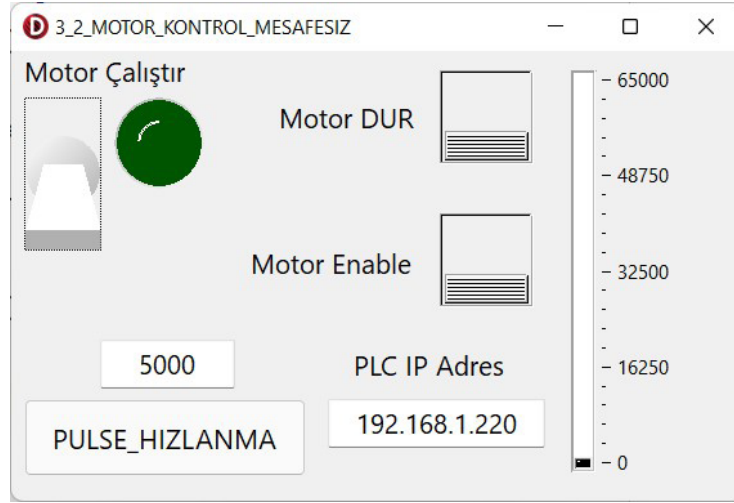 3_2_MOTOR_KONTROL_MESAFESIZ
Motor Çalıştır
Motor DUR
Motor Enable
65000
48750
32500
16250
0
5000
PLC IP Adres
PULSE_HIZLANMA
192.168.1.220